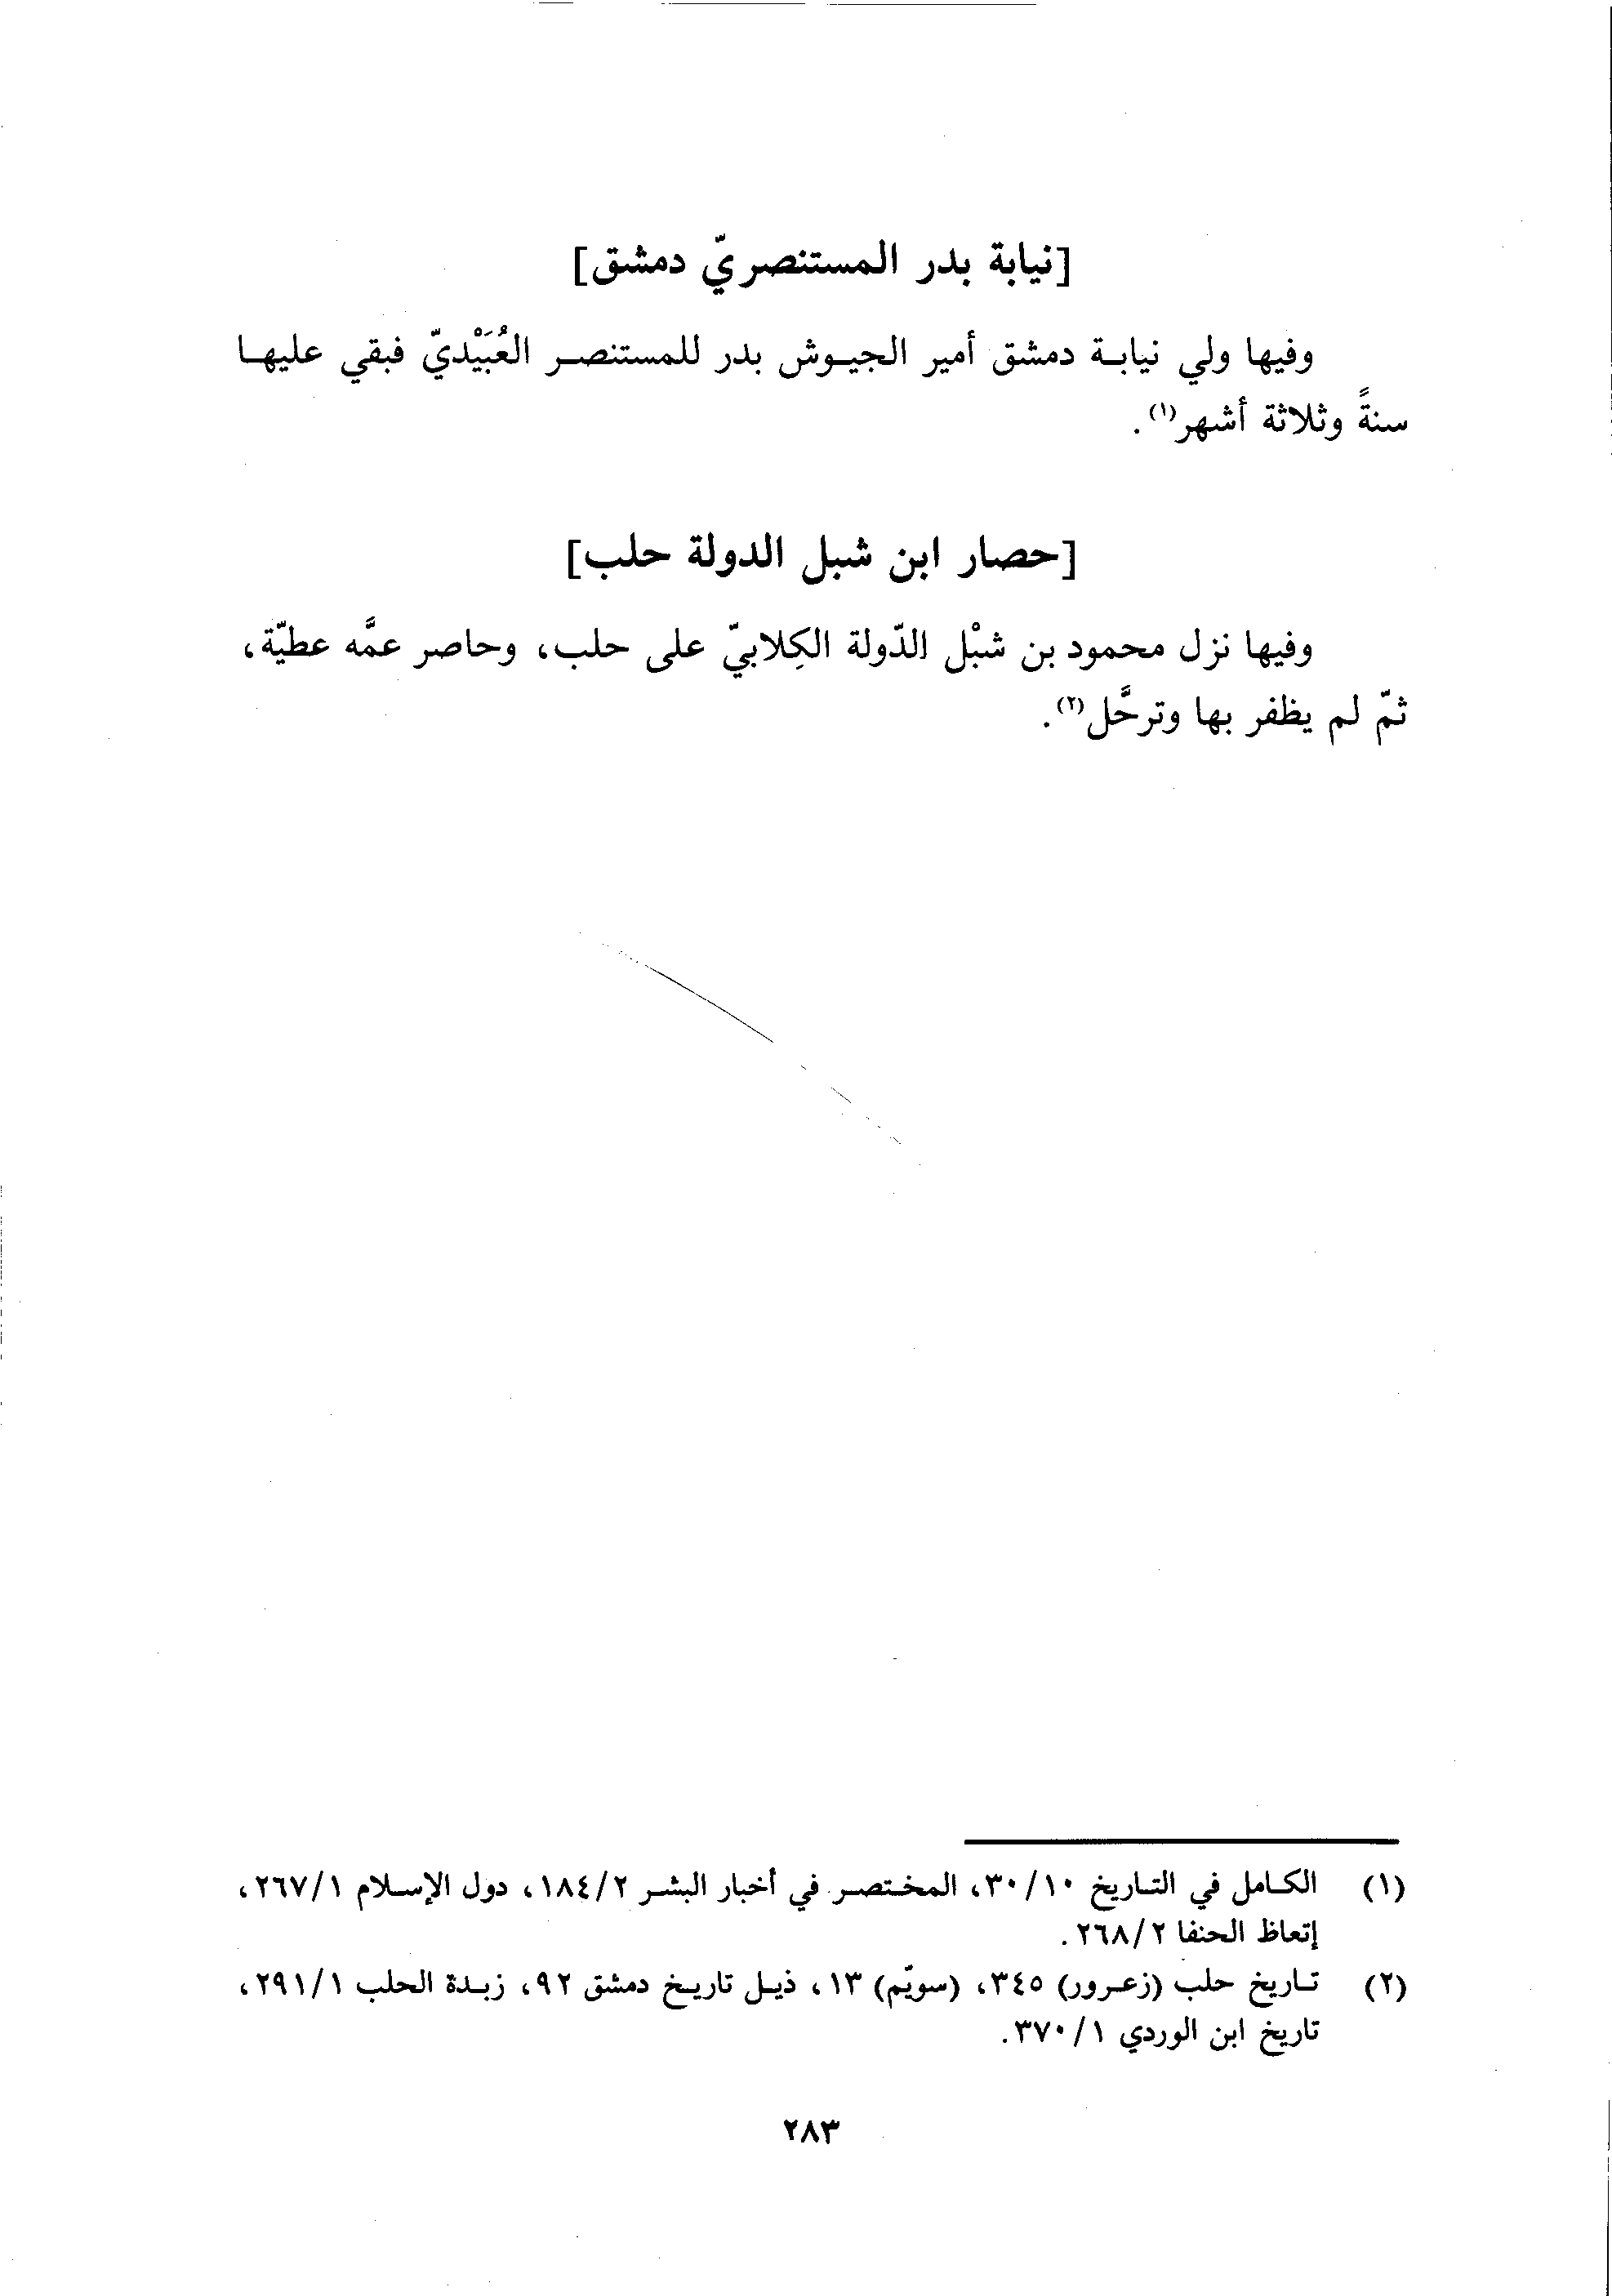 [نيابة بدر المستنصريّ دمشق]
وفيها ولي نيابة دمشق أمير الجيوش بدر للمستنصر العُبَيْديّ فبقي عليها
سنةً وثلاثة أشهر(١).
[حصار ابن شبل الدولة حلب]
وفيها نزل محمود بن شبْل الدّولة الكِلابيّ على حلب، وحاصر عمَّه عطيّة،
ثمّ لم يظفر بها وترحَّل(٢).
(١) الكامل في التاريخ ٣٠/١٠، المختصر في أخبار البشر ١٨٤/٢، دول الإسلام ٢٦٧/١،
إتعاظ الحنفا ٢٦٨/٢.
(٢) تاريخ حلب (زعرور) ٣٤٥، (سويّم) ١٣، ذيل تاريخ دمشق ٩٢، زبدة الحلب ٢٩١/١،
تاريخ ابن الوردي ٣٧٠/١.
٢٨٣